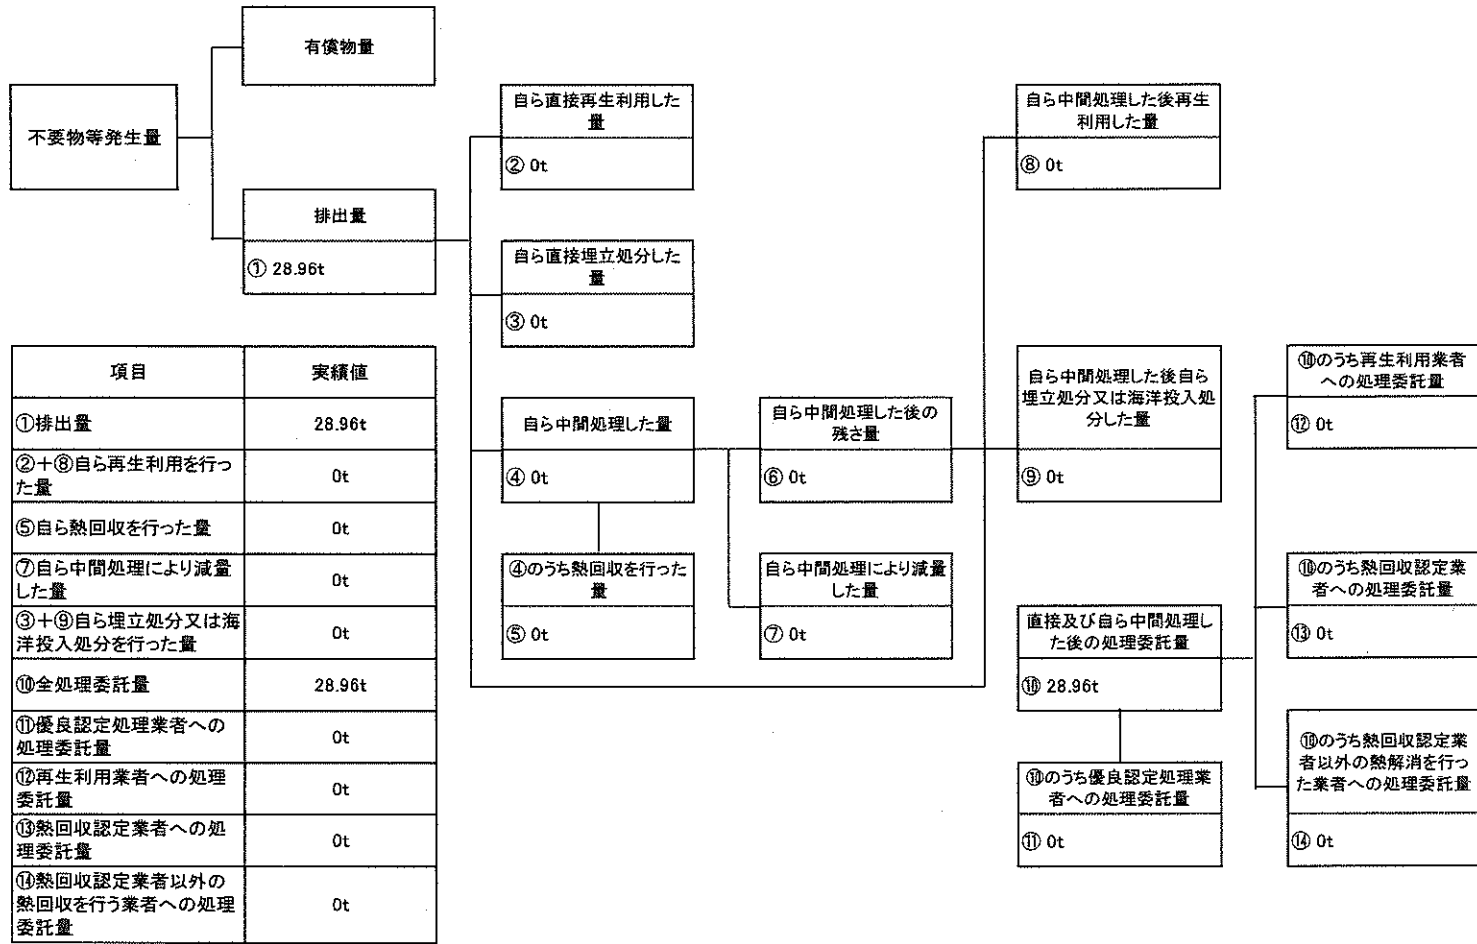 有償物量
不要物等発生量
排出量
① 28.96t
自ら直接再生利用した
量
② 0t
自ら直接埋立処分した
量
③ 0t
自ら中間処理した量
④ 0t
④のうち熱回収を行った
量
⑤ 0t
自ら中間処理した後の
残さ量
⑥ 0t
自ら中間処理により減量
した量
⑦ 0t
自ら中間処理した後再生
利用した量
⑧ 0t
自ら中間処理した後自ら
埋立処分又は海洋投入処
分した量
⑨ 0t
直接及び自ら中間処理し
た後の処理委託量
⑩ 28.96t
⑩のうち優良認定処理業
者への処理委託量
⑪ 0t
⑩のうち再生利用業者
への処理委託量
⑫ 0t
⑩のうち熱回収認定業
者への処理委託量
⑬ 0t
⑩のうち熱回収認定業
者以外の熱解消を行っ
た業者への処理委託量
⑭ 0t
項目 実績値
①排出量 28.96t
②+⑧自ら再生利用を行っ
た量 0t
⑤自ら熱回収を行った量 0t
⑦自ら中間処理により減量
した量 0t
③+⑨自ら埋立処分又は海
洋投入処分を行った量 0t
⑩全処理委託量 28.96t
⑪優良認定処理業者への
処理委託量 0t
⑫再生利用業者への処理
委託量 0t
⑬熱回収認定業者への処
理委託量 0t
⑭熱回収認定業者以外の
熱回収を行う業者への処理
委託量 0t